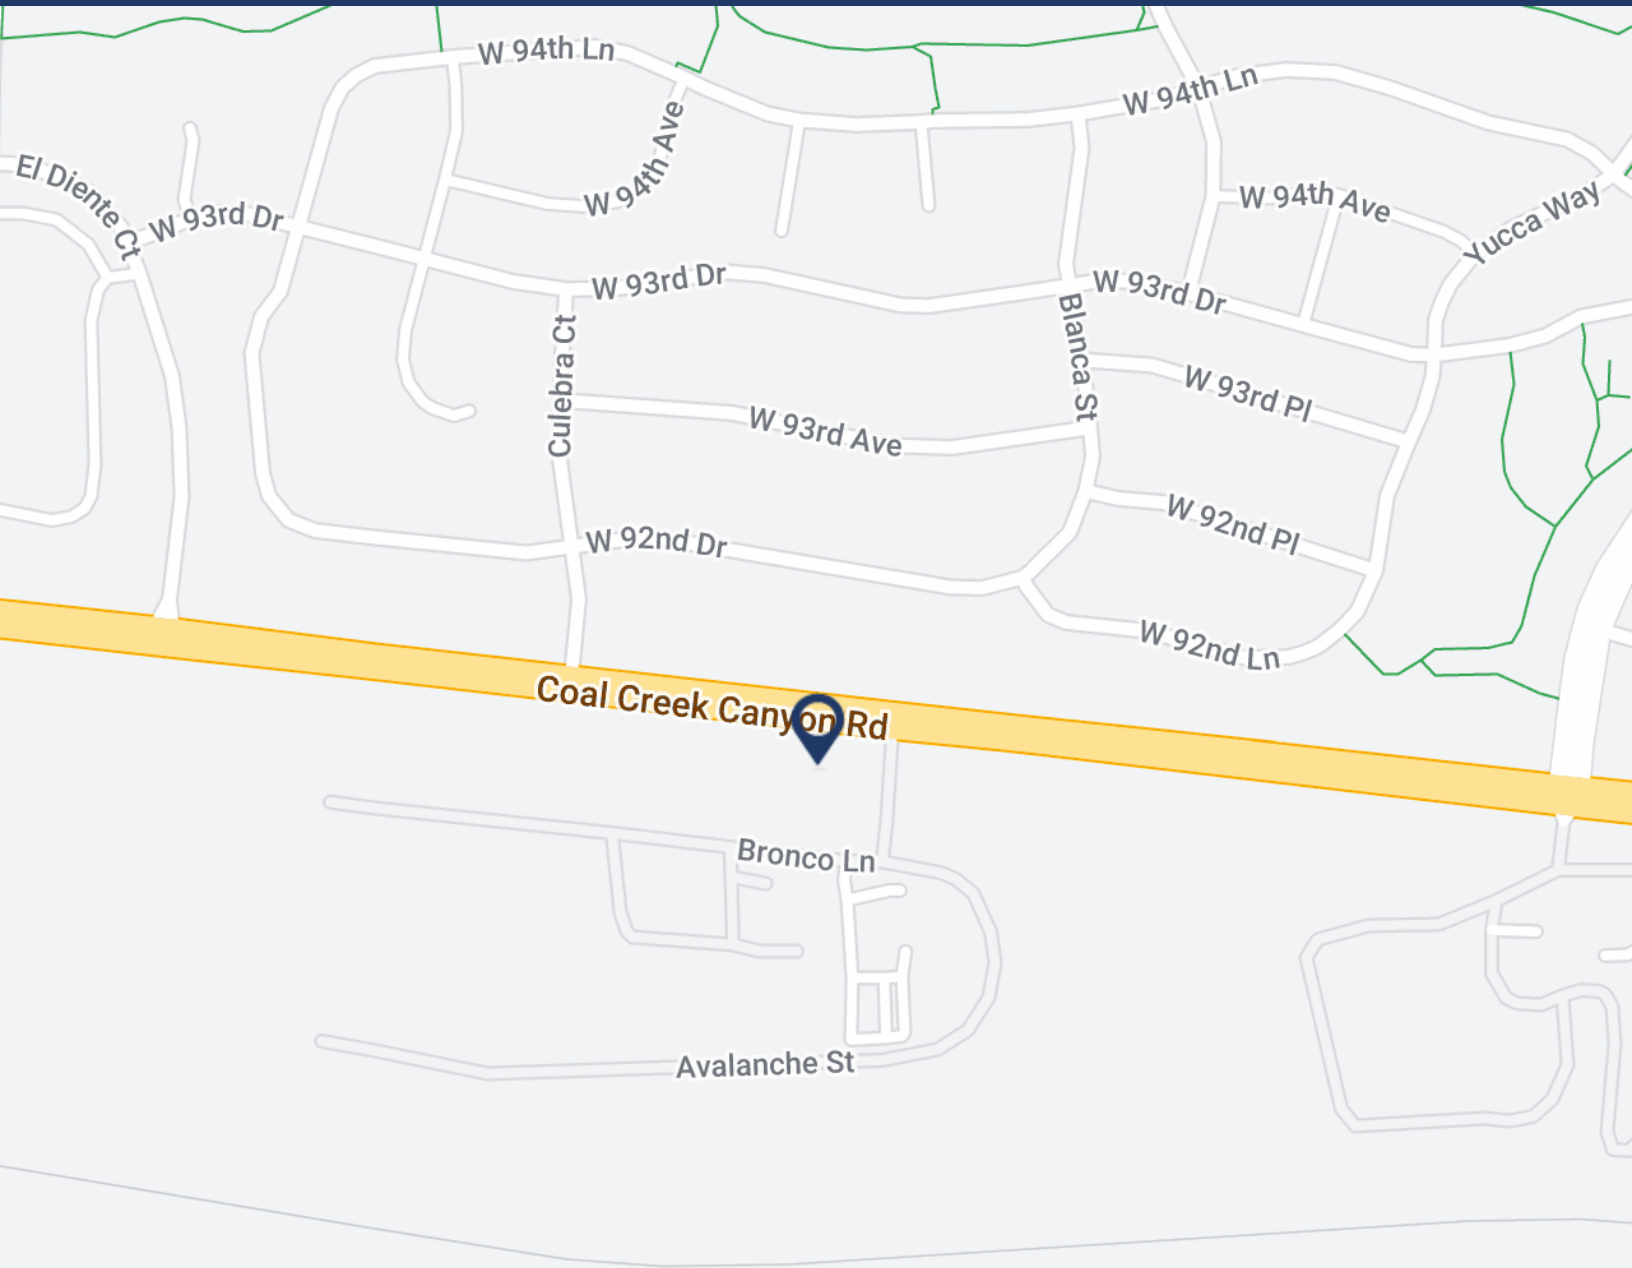 W 94th Ln
W 94th Ln
W 94th Ave
El Diente Ct
W 93rd Dr
W 94th Ave
Yucca Way
W 93rd Dr
W 93rd Dr
Culebra Ct
Blanca St
W 93rd Pl
W 93rd Ave
W 92nd Pl
W 92nd Dr
W 92nd Ln
Coal Creek Canyon Rd
Bronco Ln
Avalanche St